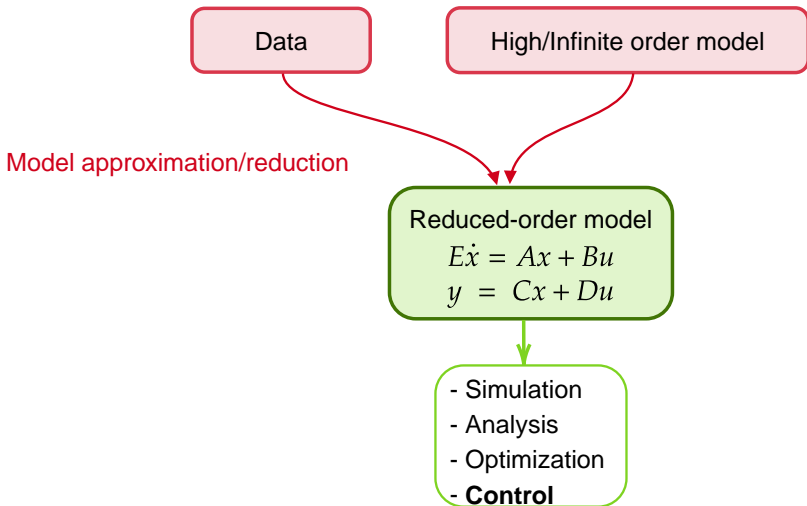 Data
High/Infinite order model
Model approximation/reduction
Reduced-order model
Eẋ = Ax + Bu
y = Cx + Du
- Simulation
- Analysis
- Optimization
- Control